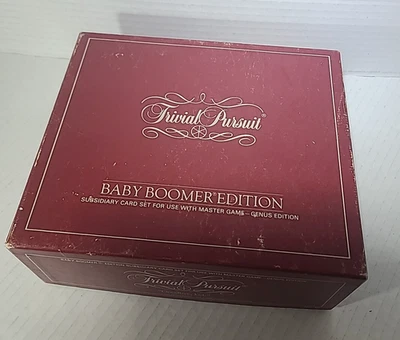 Trivial Pursuit®
BABY BOOMER® EDITION
SUBSIDIARY CARD SET FOR USE WITH MASTER GAME – GENUS EDITION
Trivial Pursuit